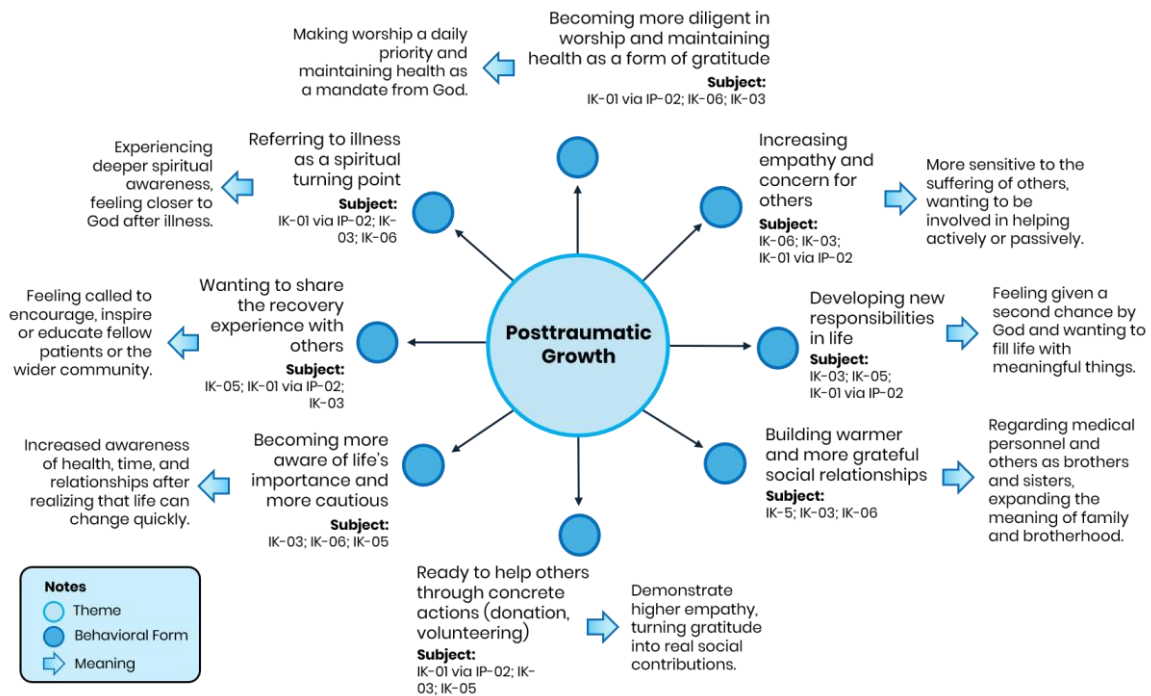 Becoming more diligent in
worship and maintaining
health as a form of gratitude
Subject:
IK-01 via IP-02; IK-06; IK-03
Making worship a daily
priority and
maintaining health as
a mandate from God.
Referring to illness
as a spiritual
turning point
Subject:
IK-01 via IP-02; IK-
03; IK-06
Experiencing
deeper spiritual
awareness,
feeling closer to
God after illness.
Increasing
empathy and
concern for
others
Subject:
IK-06; IK-03;
IK-01 via IP-02
More sensitive to the
suffering of others,
wanting to be
involved in helping
actively or passively.
Wanting to share
the recovery
experience with
others
Subject:
IK-05; IK-01 via IP-02;
IK-03
Feeling called to
encourage, inspire
or educate fellow
patients or the
wider community.
Posttraumatic
Growth
Developing new
responsibilities
in life
Subject:
IK-03; IK-05;
IK-01 via IP-02
Feeling given a
second chance by
God and wanting to
fill life with
meaningful things.
Becoming more
aware of life's
importance and
more cautious
Subject:
IK-03; IK-06; IK-05
Increased awareness
of health, time, and
relationships after
realizing that life can
change quickly.
Building warmer
and more grateful
social relationships
Subject:
IK-5; IK-03; IK-06
Regarding medical
personnel and
others as brothers
and sisters,
expanding the
meaning of family
and brotherhood.
Ready to help others
through concrete
actions (donation,
volunteering)
Subject:
IK-01 via IP-02; IK-
03; IK-05
Demonstrate
higher empathy,
turning gratitude
into real social
contributions.
Notes
Theme
Behavioral Form
Meaning